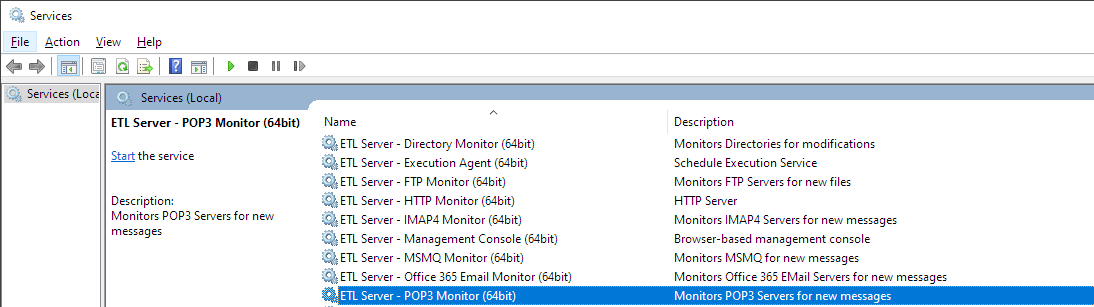 Services
File Action View Help
Services (Loca
Services (Local)
ETL Server - POP3 Monitor (64bit)
Start the service
Description:
Monitors POP3 Servers for new
messages
Name Description
ETL Server - Directory Monitor (64bit) Monitors Directories for modifications
ETL Server - Execution Agent (64bit) Schedule Execution Service
ETL Server - FTP Monitor (64bit) Monitors FTP Servers for new files
ETL Server - HTTP Monitor (64bit) HTTP Server
ETL Server - IMAP4 Monitor (64bit) Monitors IMAP4 Servers for new messages
ETL Server - Management Console (64bit) Browser-based management console
ETL Server - MSMQ Monitor (64bit) Monitors MSMQ for new messages
ETL Server - Office 365 Email Monitor (64bit) Monitors Office 365 EMail Servers for new messages
ETL Server - POP3 Monitor (64bit) Monitors POP3 Servers for new messages